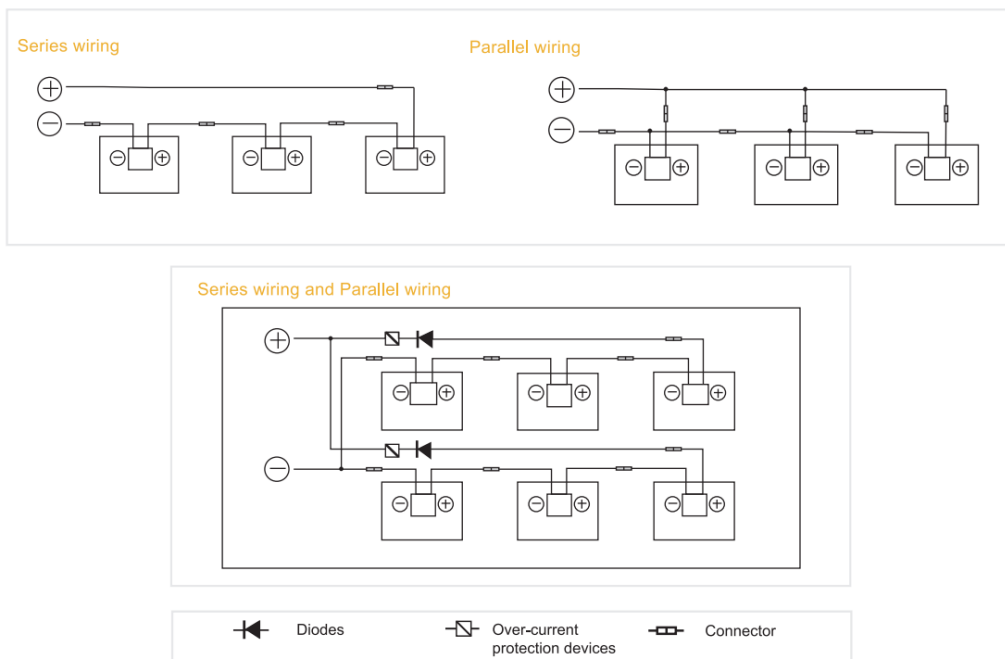 Series wiring
Parallel wiring
Series wiring and Parallel wiring
Diodes
Over-current
protection devices
Connector